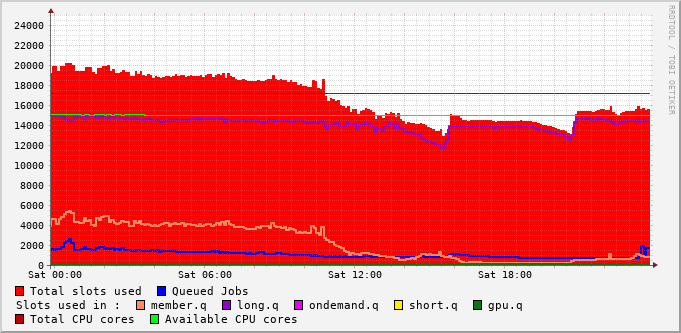 24000
22000
20000
18000
16000
14000
12000
10000
8000
6000
4000
2000
0
Sat 00:00 Sat 06:00 Sat 12:00 Sat 18:00
Total slots used Queued Jobs
Slots used in : member.q long.q ondemand.q short.q gpu.q
Total CPU cores Available CPU cores
RRDTOOL / TOBI OETIKER